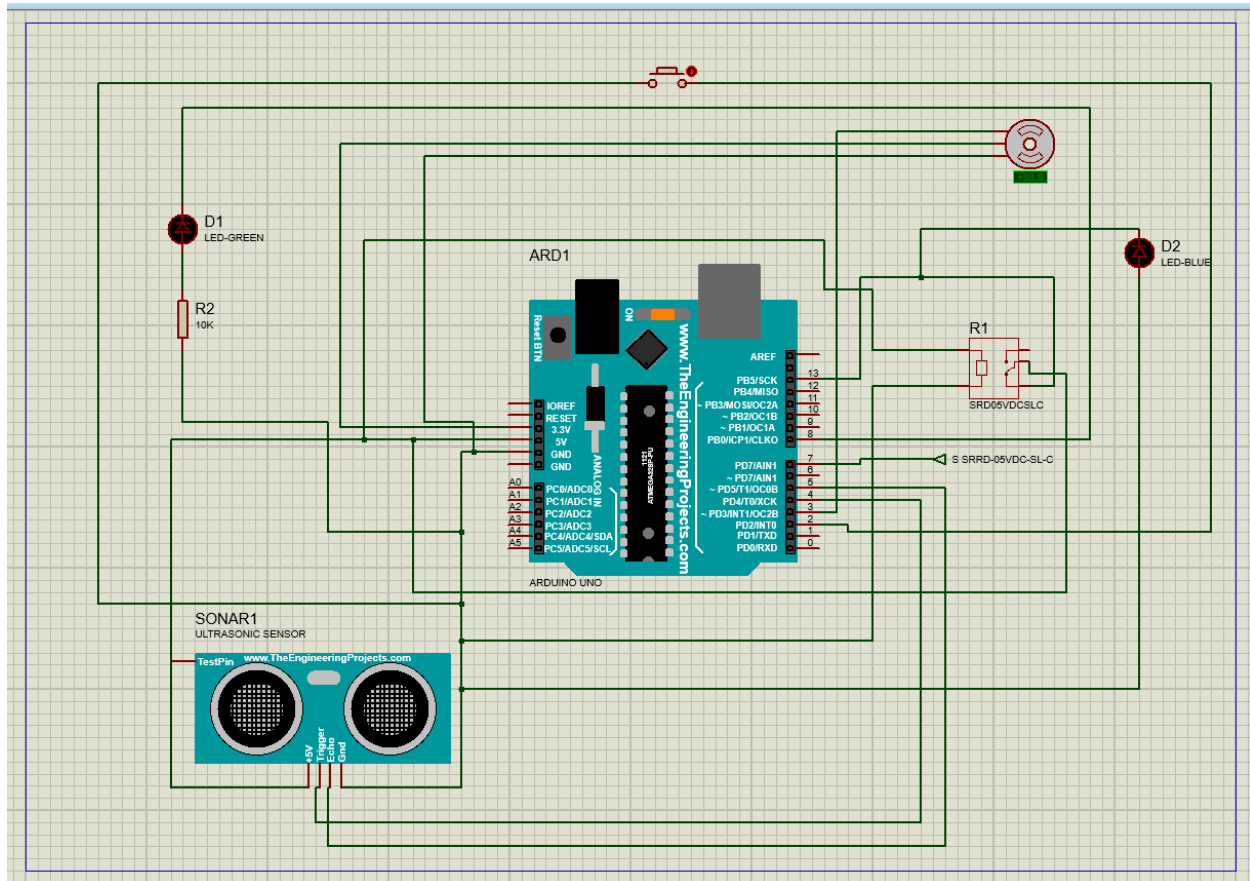 D1
LED-GREEN
R2
10K
ARD1
ON
Reset BTN
www.TheEngineeringProjects.com
D2
LED-BLUE
R1
SRD05VDCSLC
IOREF
RESET
3.3V
5V
GND
GND
ANALOG IN
A0 PC0/ADC0
A1 PC1/ADC1
A2 PC2/ADC2
A3 PC3/ADC3
A4 PC4/ADC4/SDA
A5 PC5/ADC5/SCL
1121
AREF
PB5/SCK 13
PB4/MISO 12
~ PB3/MOSI/OC2A 11
~ PB2/OC1B 10
~ PB1/OC1A 9
PB0/ICP1/CLKO 8
PD7/AIN1 7
~ PD7/AIN1 6
~ PD5/T1/OC0B 5
PD4/T0/XCK 4
~ PD3/INT1/OC2B 3
PD2/INT0 2
PD1/TXD 1
PD0/RXD 0
S SRRD-05VDC-SL-C
ARDUINO UNO
SONAR1
ULTRASONIC SENSOR
TestPin
www.TheEngineeringProjects.com
+5V
Trigger
Echo
Gnd